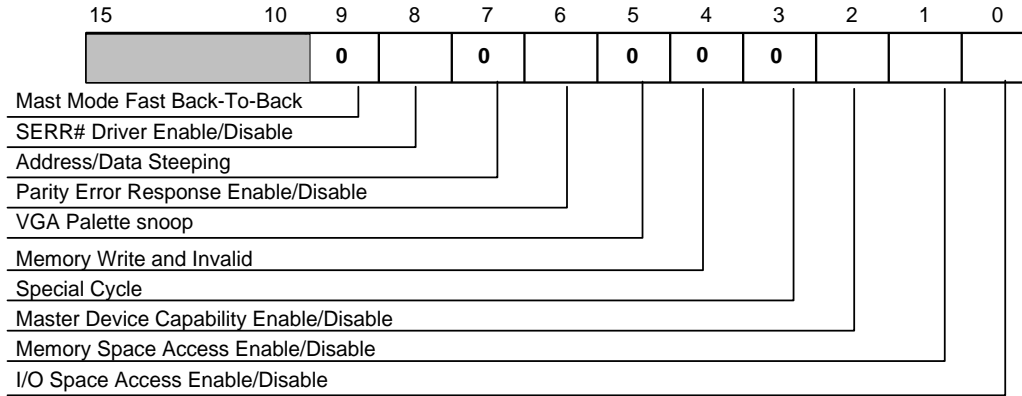 15 10 9 8 7 6 5 4 3 2 1 0
0 0 0 0 0
Mast Mode Fast Back-To-Back
SERR# Driver Enable/Disable
Address/Data Steeping
Parity Error Response Enable/Disable
VGA Palette snoop
Memory Write and Invalid
Special Cycle
Master Device Capability Enable/Disable
Memory Space Access Enable/Disable
I/O Space Access Enable/Disable